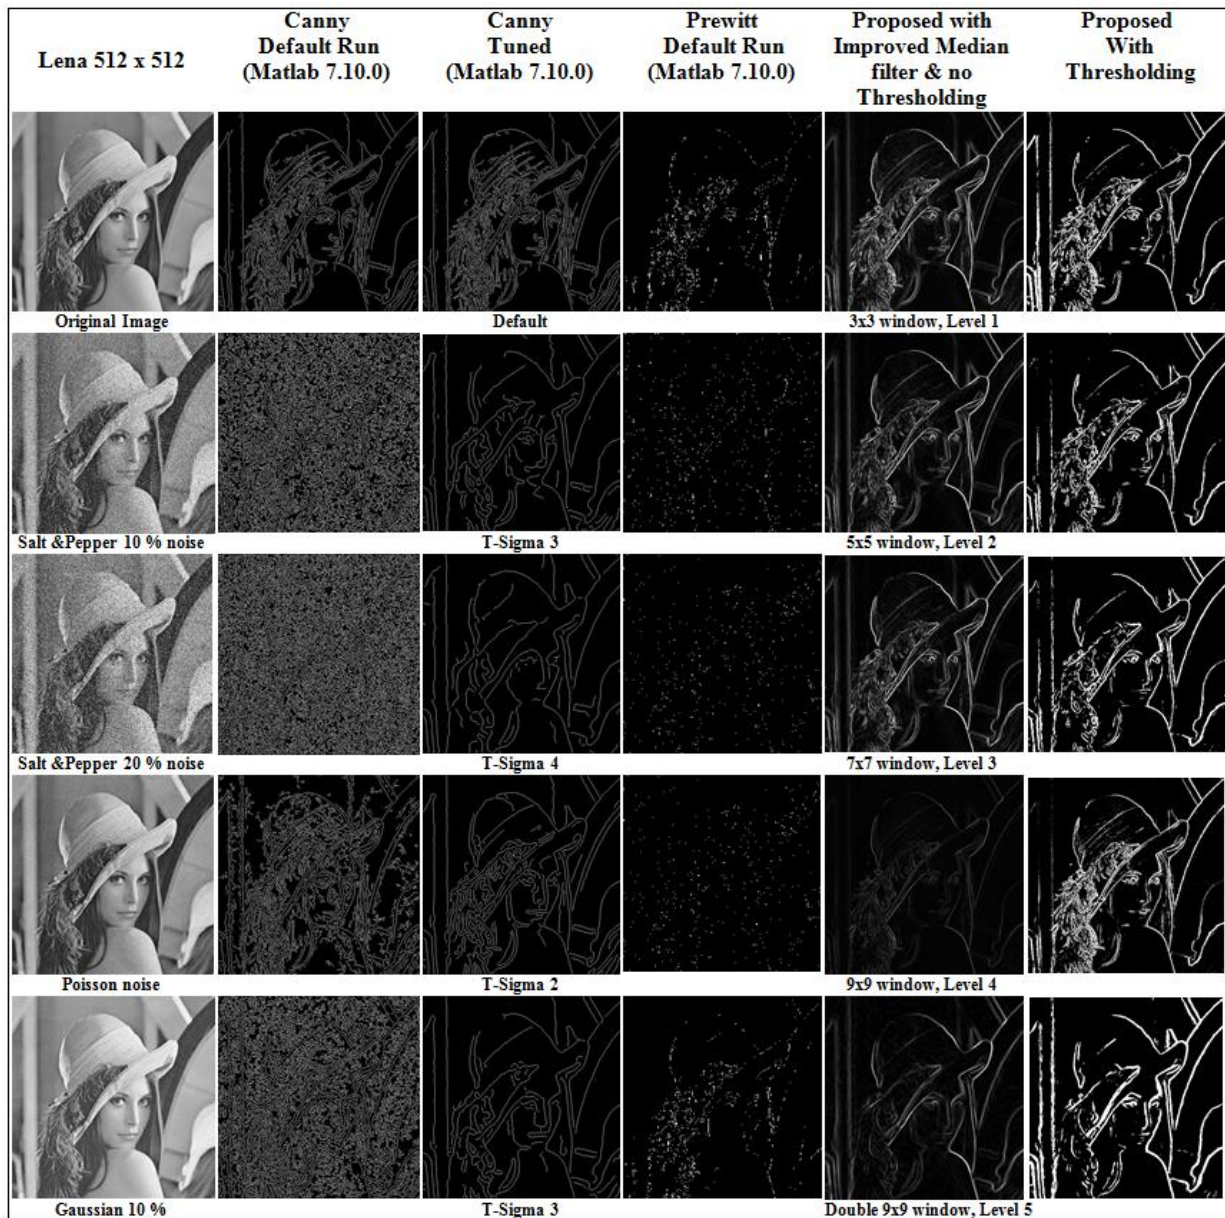 Lena 512 x 512
Canny
Default Run
(Matlab 7.10.0)
Canny
Tuned
(Matlab 7.10.0)
Prewitt
Default Run
(Matlab 7.10.0)
Proposed with
Improved Median
filter & no
Thresholding
Proposed
With
Thresholding
Original Image
Default
3x3 window, Level 1
Salt &Pepper 10 % noise
T-Sigma 3
5x5 window, Level 2
Salt &Pepper 20 % noise
T-Sigma 4
7x7 window, Level 3
Poisson noise
T-Sigma 2
9x9 window, Level 4
Gaussian 10 %
T-Sigma 3
Double 9x9 window, Level 5